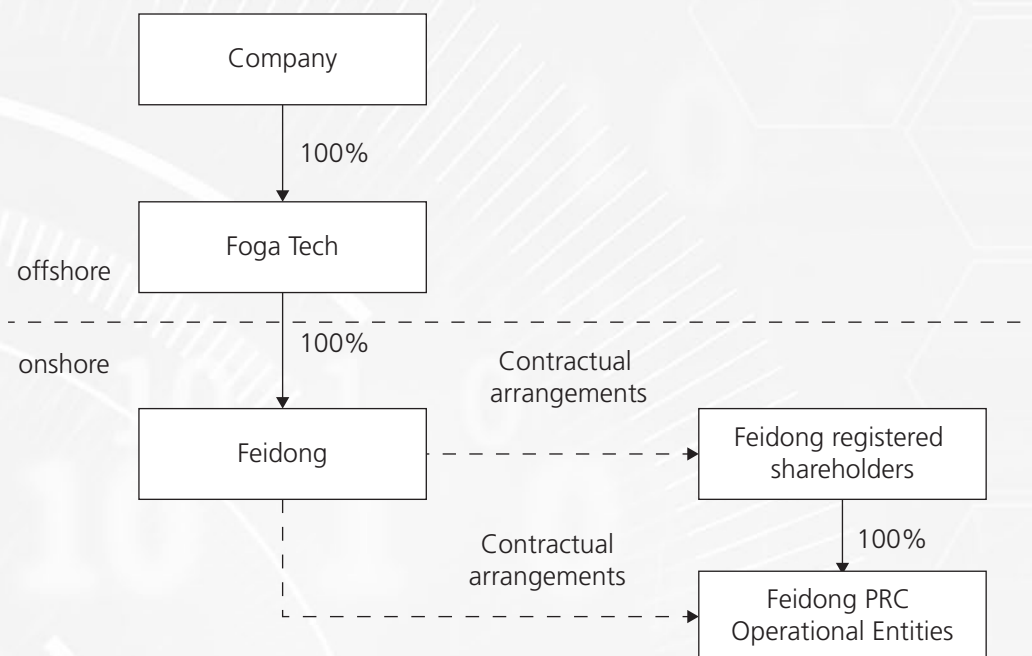 Company
100%
Foga Tech
offshore
100%
onshore
Contractual
arrangements
Feidong
Feidong registered
shareholders
Contractual
arrangements
100%
Feidong PRC
Operational Entities